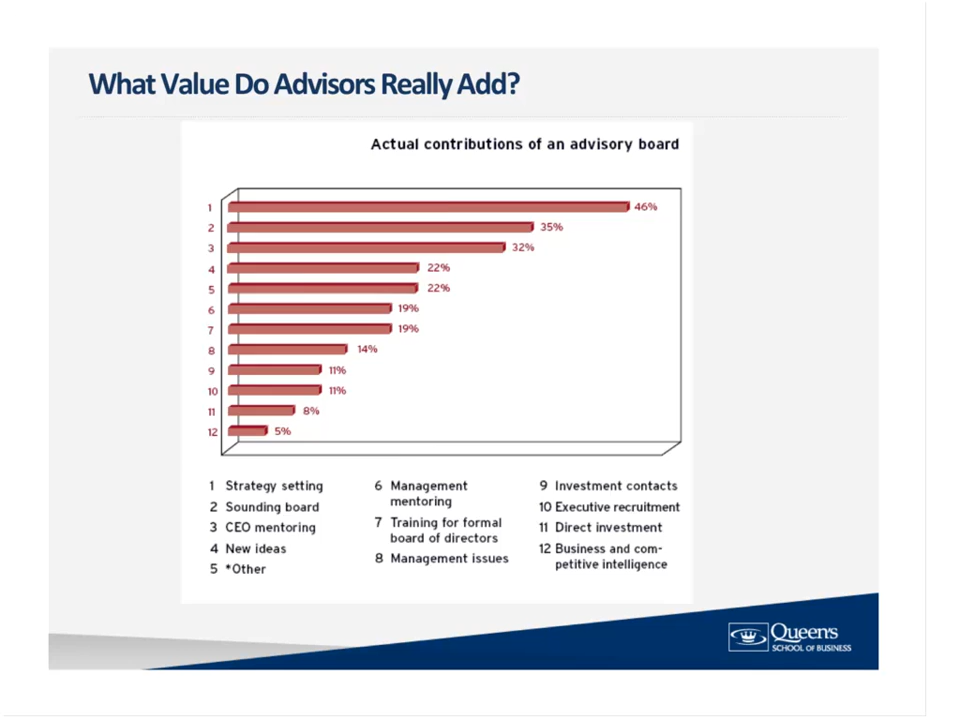 What Value Do Advisors Really Add?
Actual contributions of an advisory board
1 46%
2 35%
3 32%
4 22%
5 22%
6 19%
7 19%
8 14%
9 11%
10 11%
11 8%
12 5%
1 Strategy setting
2 Sounding board
3 CEO mentoring
4 New ideas
5 *Other
6 Management
mentoring
7 Training for formal
board of directors
8 Management issues
9 Investment contacts
10 Executive recruitment
11 Direct investment
12 Business and com-
petitive intelligence
Queen's
SCHOOL OF BUSINESS